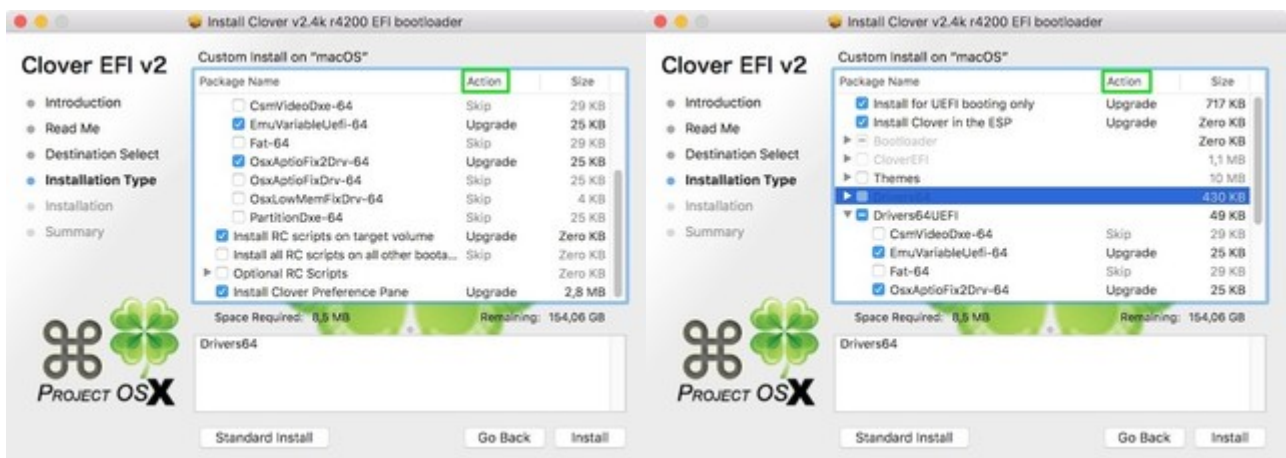 Install Clover v2.4k r4200 EFI bootloader
Clover EFI v2
Introduction
Read Me
Destination Select
Installation Type
Installation
Summary
PROJECT OSX
Custom Install on "macOS"
Package Name Action Size
CsmVideoDxe-64 Skip 29 KB
EmuVariableUefi-64 Upgrade 25 KB
Fat-64 Skip 29 KB
OsxAptioFix2Drv-64 Upgrade 25 KB
OsxAptioFixDrv-64 Skip 25 KB
OsxLowMemFixDrv-64 Skip 4 KB
PartitionDxe-64 Skip 25 KB
Install RC scripts on target volume Upgrade Zero KB
Install all RC scripts on all other boota... Skip Zero KB
Optional RC Scripts Zero KB
Install Clover Preference Pane Upgrade 2,8 MB
Space Required: 8,5 MB Remaining: 154,06 GB
Drivers64
Standard Install Go Back Install
Install Clover v2.4k r4200 EFI bootloader
Clover EFI v2
Introduction
Read Me
Destination Select
Installation Type
Installation
Summary
PROJECT OSX
Custom Install on "macOS"
Package Name Action Size
Install for UEFI booting only Upgrade 717 KB
Install Clover in the ESP Upgrade Zero KB
Bootloader Zero KB
CloverEFI 1,1 MB
Themes 10 MB
Drivers64 430 KB
Drivers64UEFI 49 KB
CsmVideoDxe-64 Skip 29 KB
EmuVariableUefi-64 Upgrade 25 KB
Fat-64 Skip 29 KB
OsxAptioFix2Drv-64 Upgrade 25 KB
Space Required: 8,5 MB Remaining: 154,06 GB
Drivers64
Standard Install Go Back Install